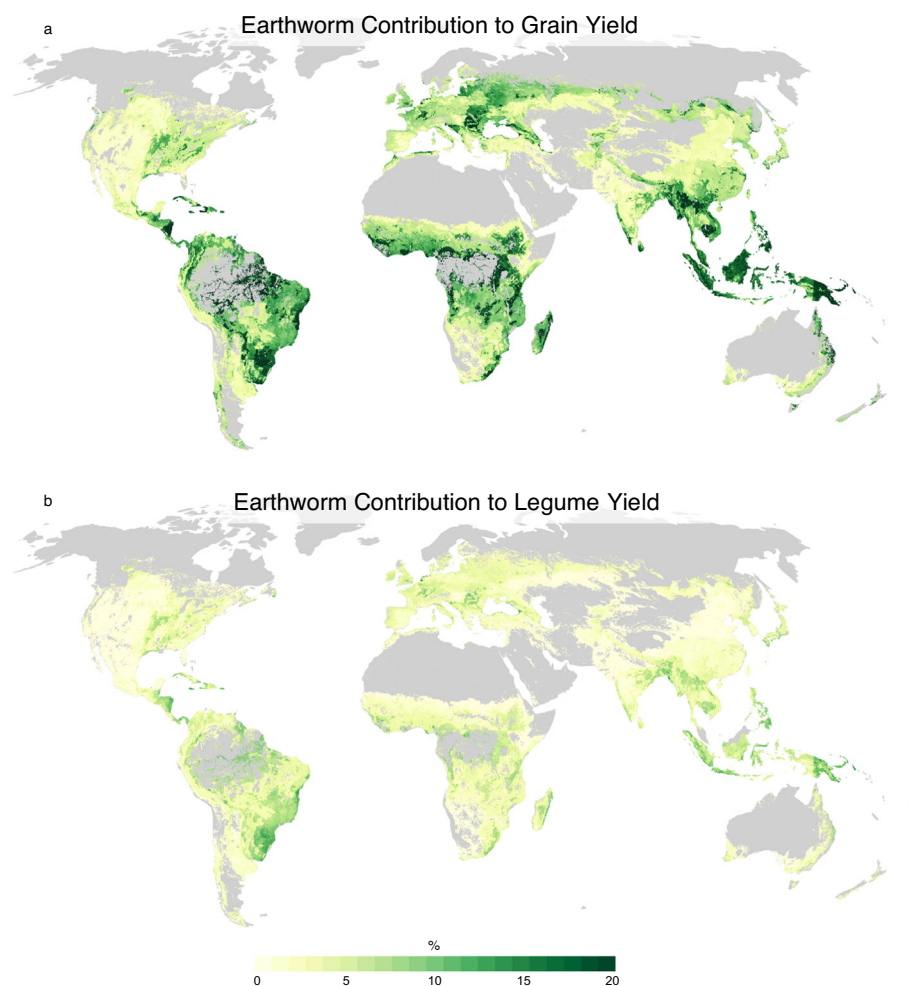 a
Earthworm Contribution to Grain Yield
b
Earthworm Contribution to Legume Yield
%
0 5 10 15 20